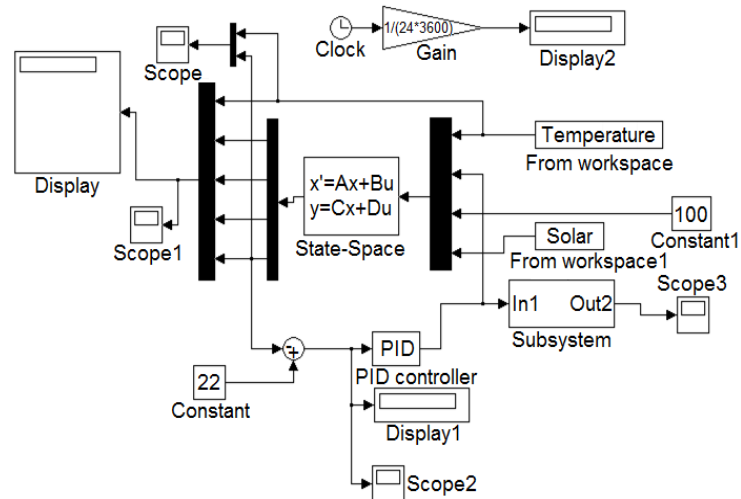 1/(24*3600)
Clock
Gain
Display2
Scope
Temperature
From workspace
Display
x'=Ax+Bu
y=Cx+Du
State-Space
100
Constant1
Solar
From workspace1
Scope1
Scope3
In1 Out2
Subsystem
-
+
PID
PID controller
22
Constant
Display1
Scope2